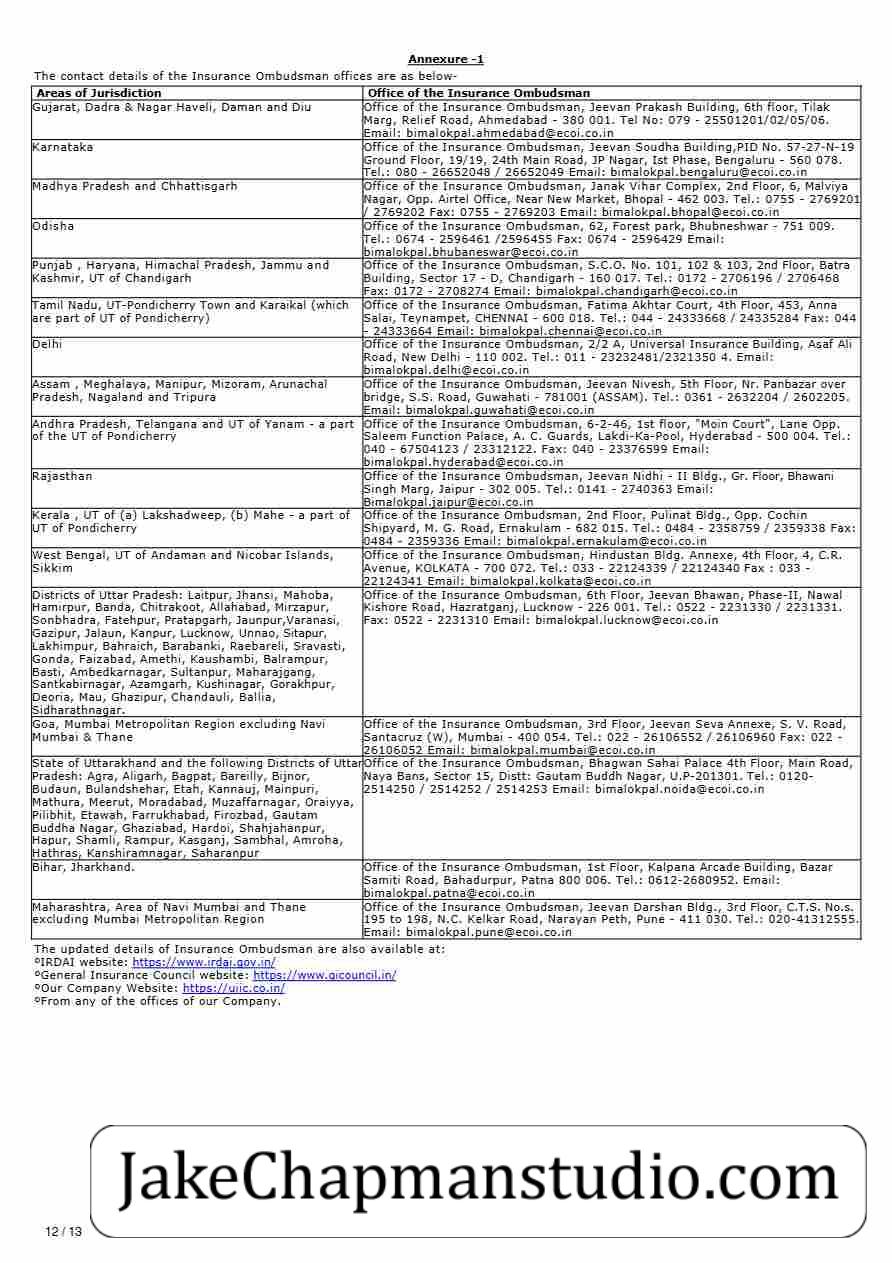 Annexure -1
The contact details of the Insurance Ombudsman offices are as below-
Areas of Jurisdiction
Office of the Insurance Ombudsman
Gujarat, Dadra & Nagar Haveli, Daman and Diu
Office of the Insurance Ombudsman, Jeevan Prakash Building, 6th floor, Tilak
Marg, Relief Road, Ahmedabad - 380 001. Tel No: 079 - 25501201/02/05/06.
Email: bimalokpal.ahmedabad@ecoi.co.in
Karnataka
Office of the Insurance Ombudsman, Jeevan Soudha Building,PID No. 57-27-N-19
Ground Floor, 19/19, 24th Main Road, JP Nagar, Ist Phase, Bengaluru - 560 078.
Tel.: 080 - 26652048 / 26652049 Email: bimalokpal.bengaluru@ecoi.co.in
Madhya Pradesh and Chhattisgarh
Office of the Insurance Ombudsman, Janak Vihar Complex, 2nd Floor, 6, Malviya
Nagar, Opp. Airtel Office, Near New Market, Bhopal - 462 003. Tel.: 0755 - 2769201
/ 2769202 Fax: 0755 - 2769203 Email: bimalokpal.bhopal@ecoi.co.in
Odisha
Office of the Insurance Ombudsman, 62, Forest park, Bhubneshwar - 751 009.
Tel.: 0674 - 2596461 /2596455 Fax: 0674 - 2596429 Email:
bimalokpal.bhubaneswar@ecoi.co.in
Punjab , Haryana, Himachal Pradesh, Jammu and
Kashmir, UT of Chandigarh
Office of the Insurance Ombudsman, S.C.O. No. 101, 102 & 103, 2nd Floor, Batra
Building, Sector 17 - D, Chandigarh - 160 017. Tel.: 0172 - 2706196 / 2706468
Fax: 0172 - 2708274 Email: bimalokpal.chandigarh@ecoi.co.in
Tamil Nadu, UT-Pondicherry Town and Karaikal (which
are part of UT of Pondicherry)
Office of the Insurance Ombudsman, Fatima Akhtar Court, 4th Floor, 453, Anna
Salai, Teynampet, CHENNAI - 600 018. Tel.: 044 - 24333668 / 24335284 Fax: 044
- 24333664 Email: bimalokpal.chennai@ecoi.co.in
Delhi
Office of the Insurance Ombudsman, 2/2 A, Universal Insurance Building, Asaf Ali
Road, New Delhi - 110 002. Tel.: 011 - 23232481/2321350 4. Email:
bimalokpal.delhi@ecoi.co.in
Assam , Meghalaya, Manipur, Mizoram, Arunachal
Pradesh, Nagaland and Tripura
Office of the Insurance Ombudsman, Jeevan Nivesh, 5th Floor, Nr. Panbazar over
bridge, S.S. Road, Guwahati - 781001 (ASSAM). Tel.: 0361 - 2632204 / 2602205.
Email: bimalokpal.guwahati@ecoi.co.in
Andhra Pradesh, Telangana and UT of Yanam - a part
of the UT of Pondicherry
Office of the Insurance Ombudsman, 6-2-46, 1st floor, "Moin Court", Lane Opp.
Saleem Function Palace, A. C. Guards, Lakdi-Ka-Pool, Hyderabad - 500 004. Tel.:
040 - 67504123 / 23312122. Fax: 040 - 23376599 Email:
bimalokpal.hyderabad@ecoi.co.in
Rajasthan
Office of the Insurance Ombudsman, Jeevan Nidhi - II Bldg., Gr. Floor, Bhawani
Singh Marg, Jaipur - 302 005. Tel.: 0141 - 2740363 Email:
Bimalokpal.jaipur@ecoi.co.in
Kerala , UT of (a) Lakshadweep, (b) Mahe - a part of
UT of Pondicherry
Office of the Insurance Ombudsman, 2nd Floor, Pulinat Bldg., Opp. Cochin
Shipyard, M. G. Road, Ernakulam - 682 015. Tel.: 0484 - 2358759 / 2359338 Fax:
0484 - 2359336 Email: bimalokpal.ernakulam@ecoi.co.in
West Bengal, UT of Andaman and Nicobar Islands,
Sikkim
Office of the Insurance Ombudsman, Hindustan Bldg. Annexe, 4th Floor, 4, C.R.
Avenue, KOLKATA - 700 072. Tel.: 033 - 22124339 / 22124340 Fax : 033 -
22124341 Email: bimalokpal.kolkata@ecoi.co.in
Districts of Uttar Pradesh: Laitpur, Jhansi, Mahoba,
Hamirpur, Banda, Chitrakoot, Allahabad, Mirzapur,
Sonbhadra, Fatehpur, Pratapgarh, Jaunpur,Varanasi,
Gazipur, Jalaun, Kanpur, Lucknow, Unnao, Sitapur,
Lakhimpur, Bahraich, Barabanki, Raebareli, Sravasti,
Gonda, Faizabad, Amethi, Kaushambi, Balrampur,
Basti, Ambedkarnagar, Sultanpur, Maharajgang,
Santkabirnagar, Azamgarh, Kushinagar, Gorakhpur,
Deoria, Mau, Ghazipur, Chandauli, Ballia,
Sidharathnagar.
Office of the Insurance Ombudsman, 6th Floor, Jeevan Bhawan, Phase-II, Nawal
Kishore Road, Hazratganj, Lucknow - 226 001. Tel.: 0522 - 2231330 / 2231331.
Fax: 0522 - 2231310 Email: bimalokpal.lucknow@ecoi.co.in
Goa, Mumbai Metropolitan Region excluding Navi
Mumbai & Thane
Office of the Insurance Ombudsman, 3rd Floor, Jeevan Seva Annexe, S. V. Road,
Santacruz (W), Mumbai - 400 054. Tel.: 022 - 26106552 / 26106960 Fax: 022 -
26106052 Email: bimalokpal.mumbai@ecoi.co.in
State of Uttarakhand and the following Districts of Uttar
Pradesh: Agra, Aligarh, Bagpat, Bareilly, Bijnor,
Budaun, Bulandshehar, Etah, Kannauj, Mainpuri,
Mathura, Meerut, Moradabad, Muzaffarnagar, Oraiyya,
Pilibhit, Etawah, Farrukhabad, Firozbad, Gautam
Buddha Nagar, Ghaziabad, Hardoi, Shahjahanpur,
Hapur, Shamli, Rampur, Kasganj, Sambhal, Amroha,
Hathras, Kanshiramnagar, Saharanpur
Office of the Insurance Ombudsman, Bhagwan Sahai Palace 4th Floor, Main Road,
Naya Bans, Sector 15, Distt: Gautam Buddh Nagar, U.P-201301. Tel.: 0120-
2514250 / 2514252 / 2514253 Email: bimalokpal.noida@ecoi.co.in
Bihar, Jharkhand.
Office of the Insurance Ombudsman, 1st Floor, Kalpana Arcade Building, Bazar
Samiti Road, Bahadurpur, Patna 800 006. Tel.: 0612-2680952. Email:
bimalokpal.patna@ecoi.co.in
Maharashtra, Area of Navi Mumbai and Thane
excluding Mumbai Metropolitan Region
Office of the Insurance Ombudsman, Jeevan Darshan Bldg., 3rd Floor, C.T.S. No.s.
195 to 198, N.C. Kelkar Road, Narayan Peth, Pune - 411 030. Tel.: 020-41312555.
Email: bimalokpal.pune@ecoi.co.in
The updated details of Insurance Ombudsman are also available at:
ºIRDAI website: https://www.irdai.gov.in/
ºGeneral Insurance Council website: https://www.gicouncil.in/
ºOur Company Website: https://uiic.co.in/
ºFrom any of the offices of our Company.
JakeChapmanstudio.com
12 / 13